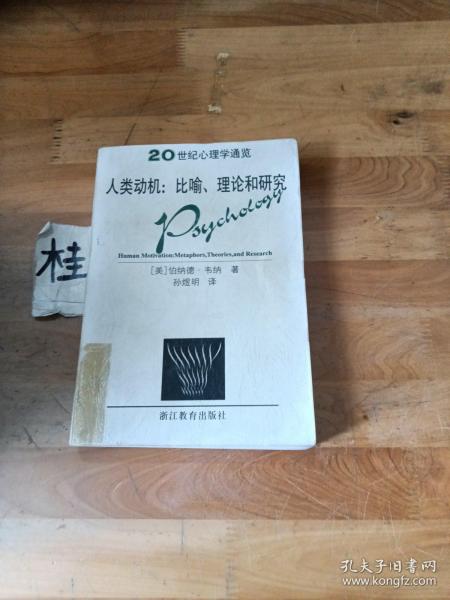 20世纪心理学通览
人类动机：比喻、理论和研究
Psychology
Human Motivation:Metaphors,Theories,and Research
[美]伯纳德·韦纳 著
孙煜明 译
浙江教育出版社
桂
孔夫子旧书网
www.kongfz.com